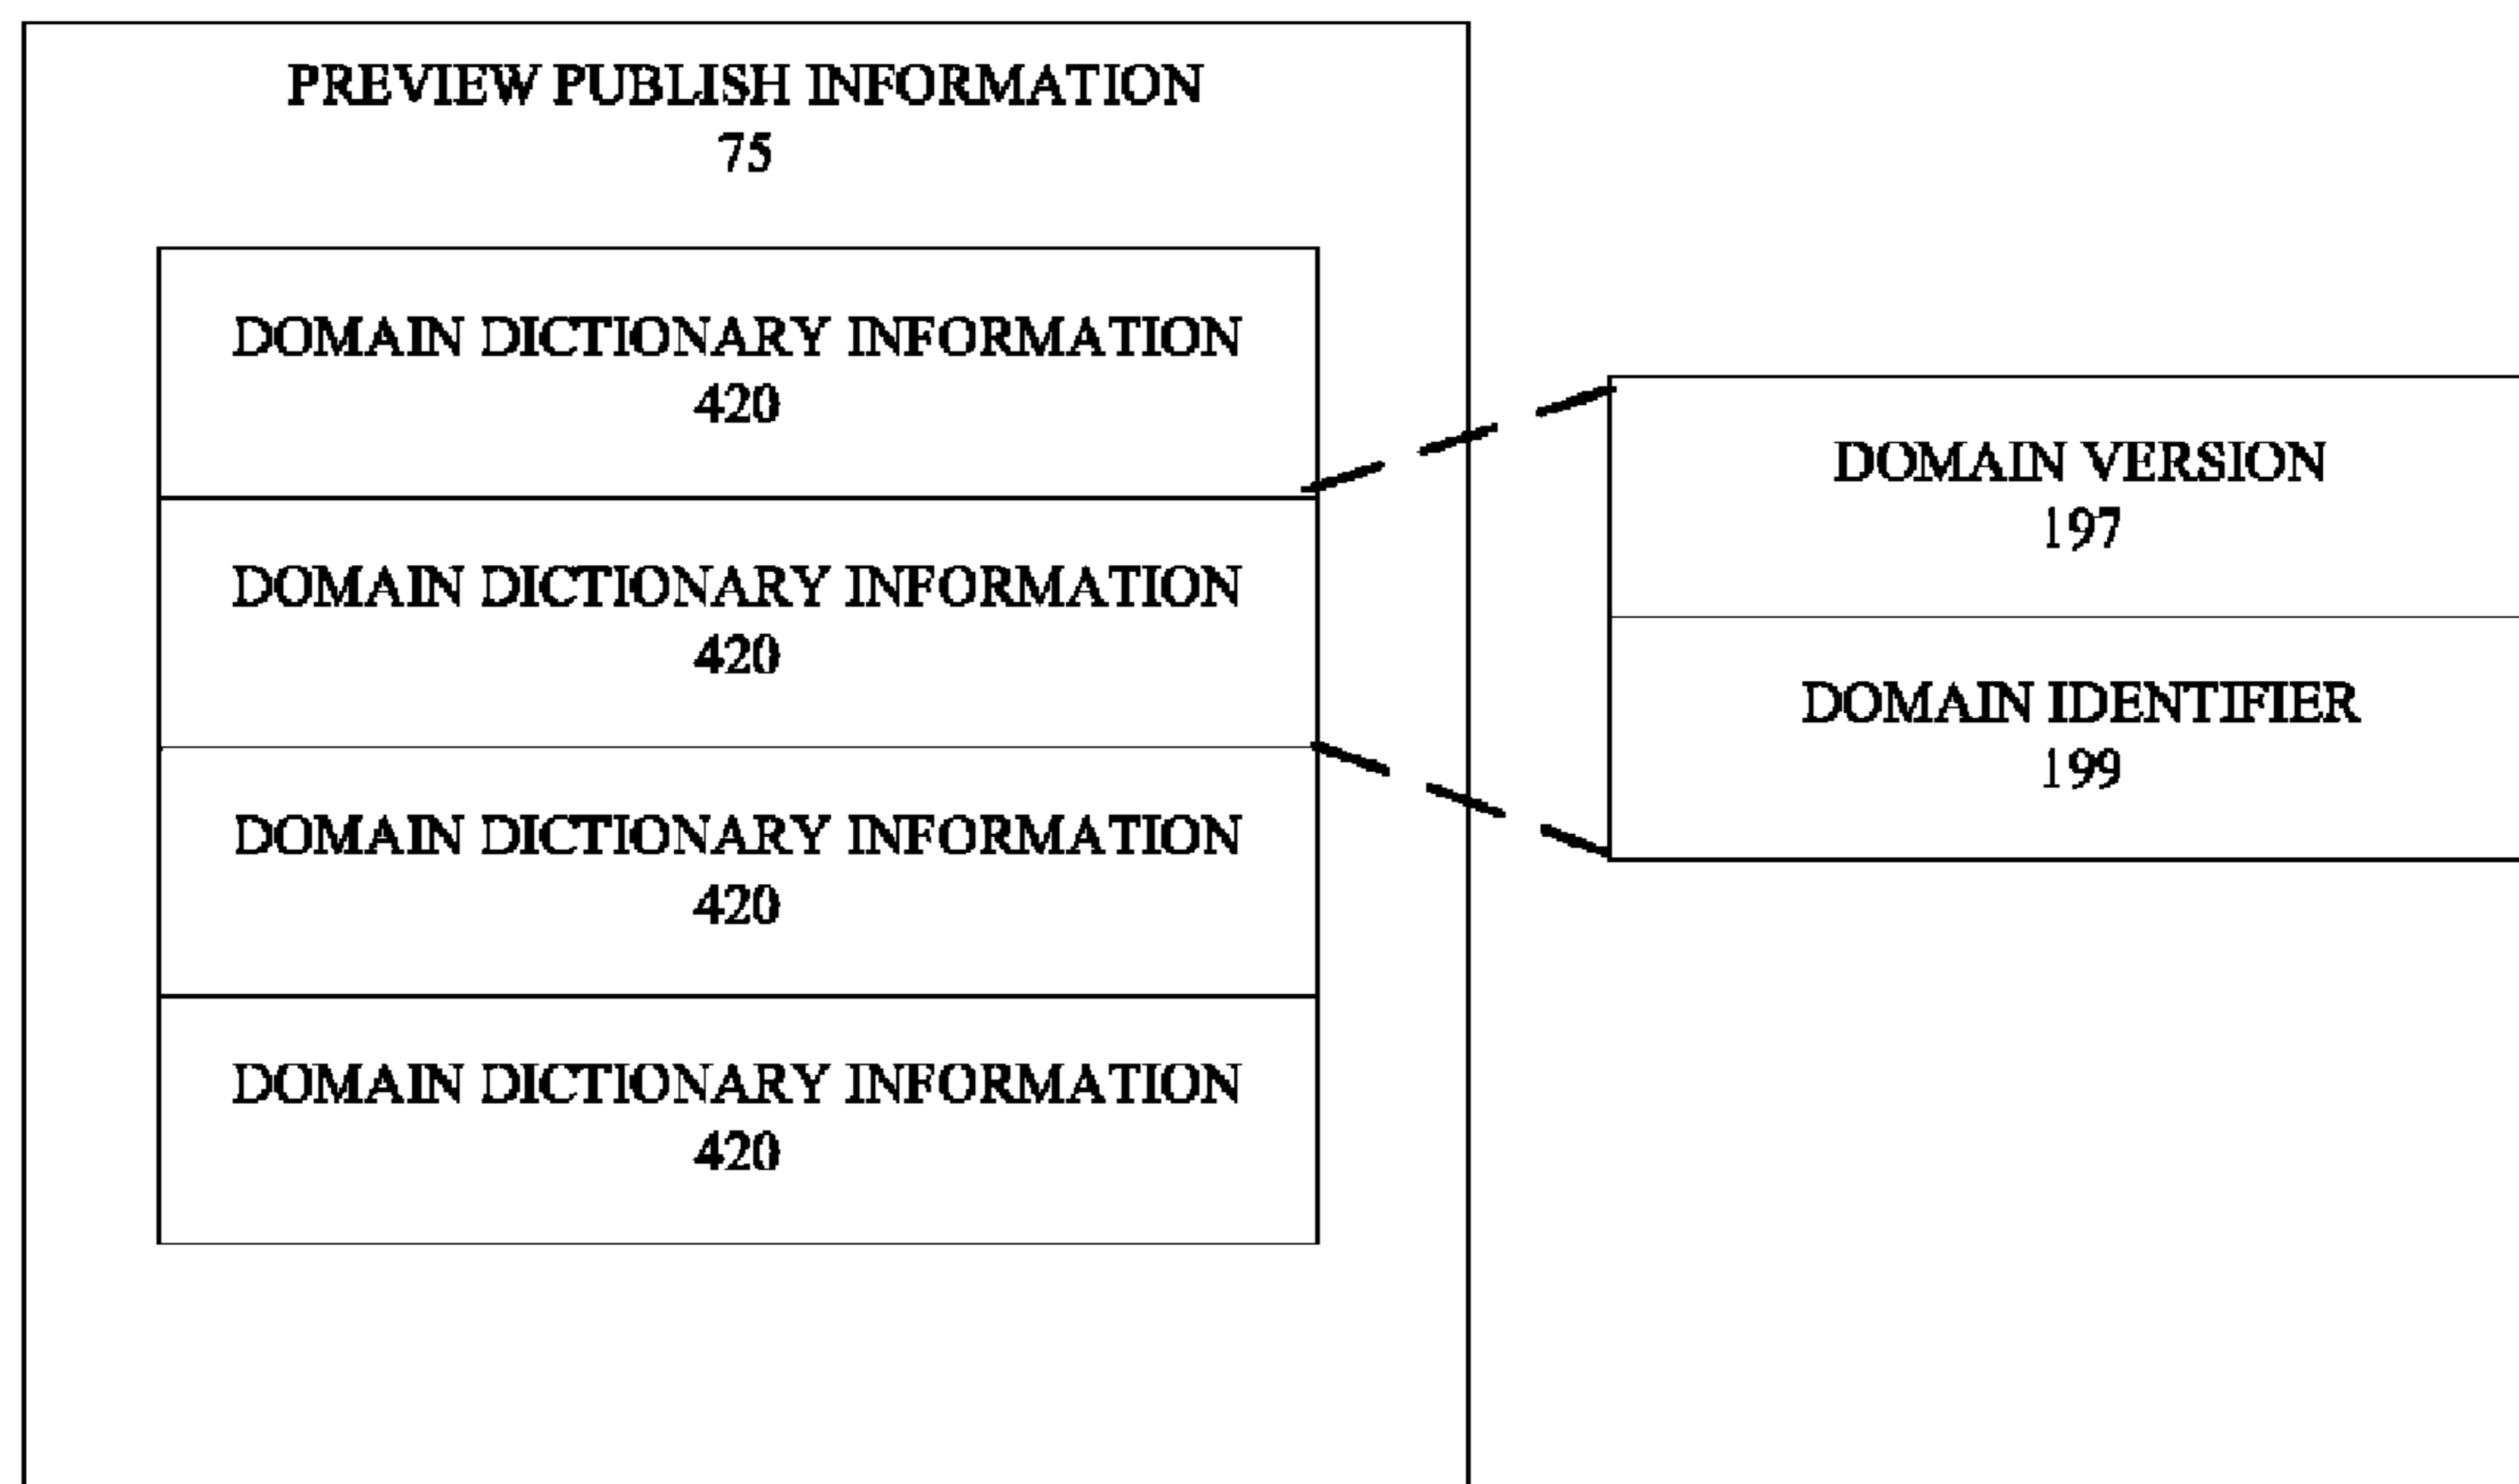 PREVIEW PUBLISH INFORMATION
75
DOMAIN DICTIONARY INFORMATION
420
DOMAIN DICTIONARY INFORMATION
420
DOMAIN DICTIONARY INFORMATION
420
DOMAIN DICTIONARY INFORMATION
420
DOMAIN VERSION
197
DOMAIN IDENTIFIER
199